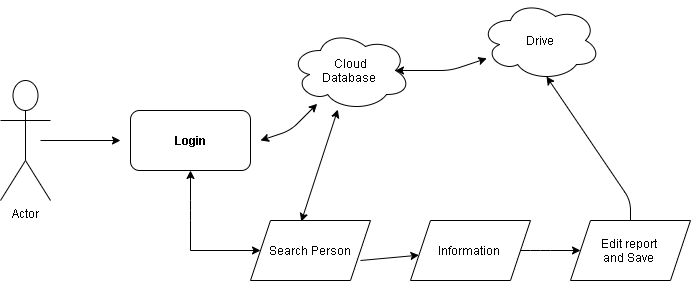 Drive
Cloud
Database
Login
Actor
Search Person
Information
Edit report
and Save